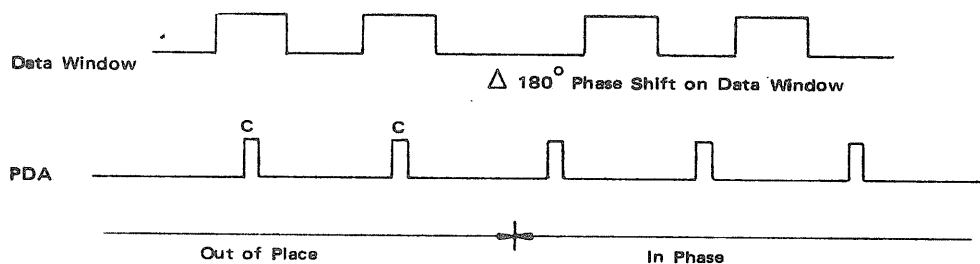 Data Window
Δ 180° Phase Shift on Data Window
C C
PDA
Out of Place In Phase